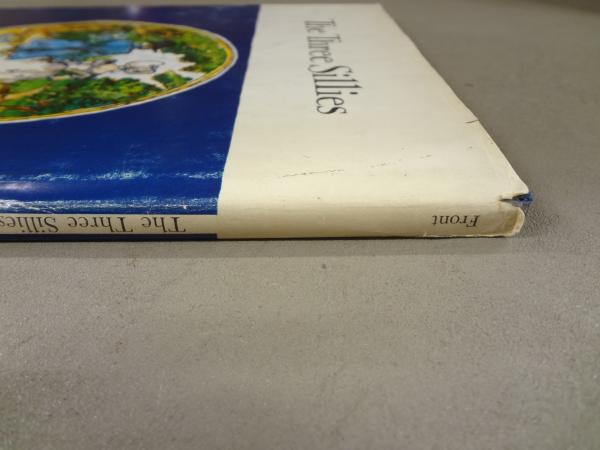 The Three Sillies
The Three Sillies
Front